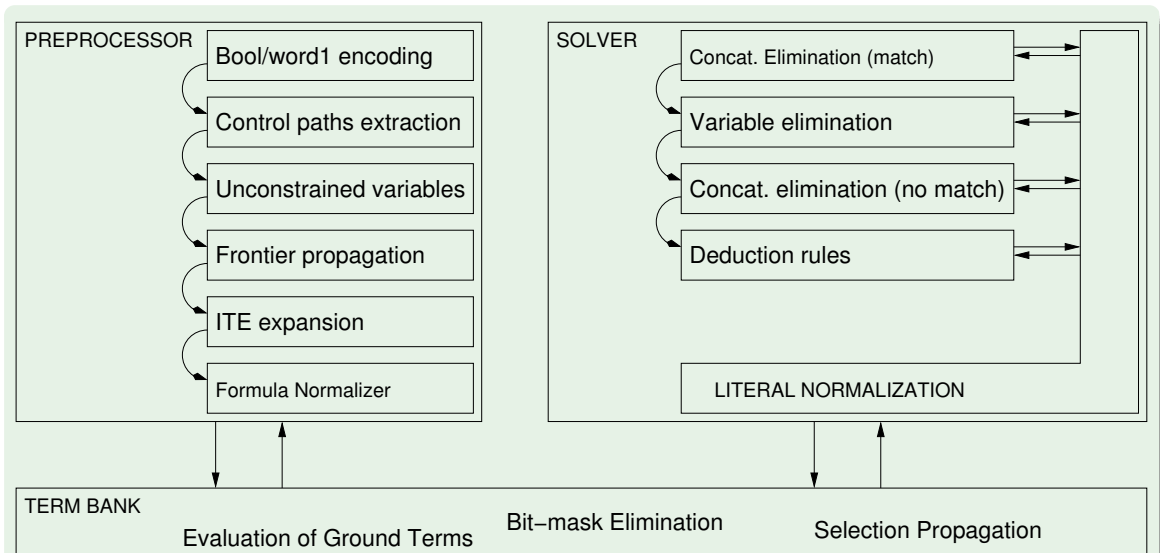 PREPROCESSOR
Bool/word1 encoding
Control paths extraction
Unconstrained variables
Frontier propagation
ITE expansion
Formula Normalizer
SOLVER
Concat. Elimination (match)
Variable elimination
Concat. elimination (no match)
Deduction rules
LITERAL NORMALIZATION
TERM BANK
Evaluation of Ground Terms
Bit−mask Elimination
Selection Propagation